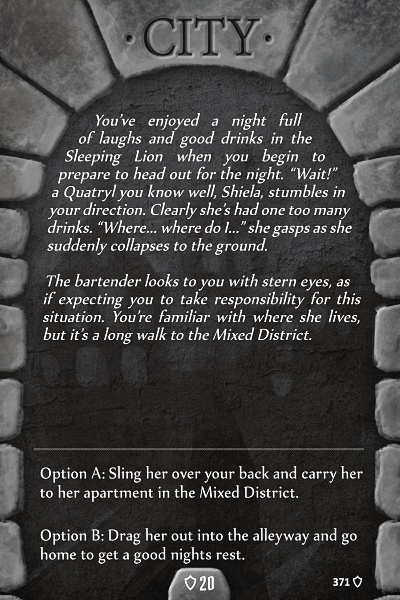 · CITY ·
You've enjoyed a night full
of laughs and good drinks in the
Sleeping Lion when you begin to
prepare to head out for the night. “Wait!”
a Quatryl you know well, Shiela, stumbles in
your direction. Clearly she's had one too many
drinks. “Where... where do I...” she gasps as she
suddenly collapses to the ground.
The bartender looks to you with stern eyes, as
if expecting you to take responsibility for this
situation. You're familiar with where she lives,
but it's a long walk to the Mixed District.
Option A: Sling her over your back and carry her
to her apartment in the Mixed District.
Option B: Drag her out into the alleyway and go
home to get a good nights rest.
20
371